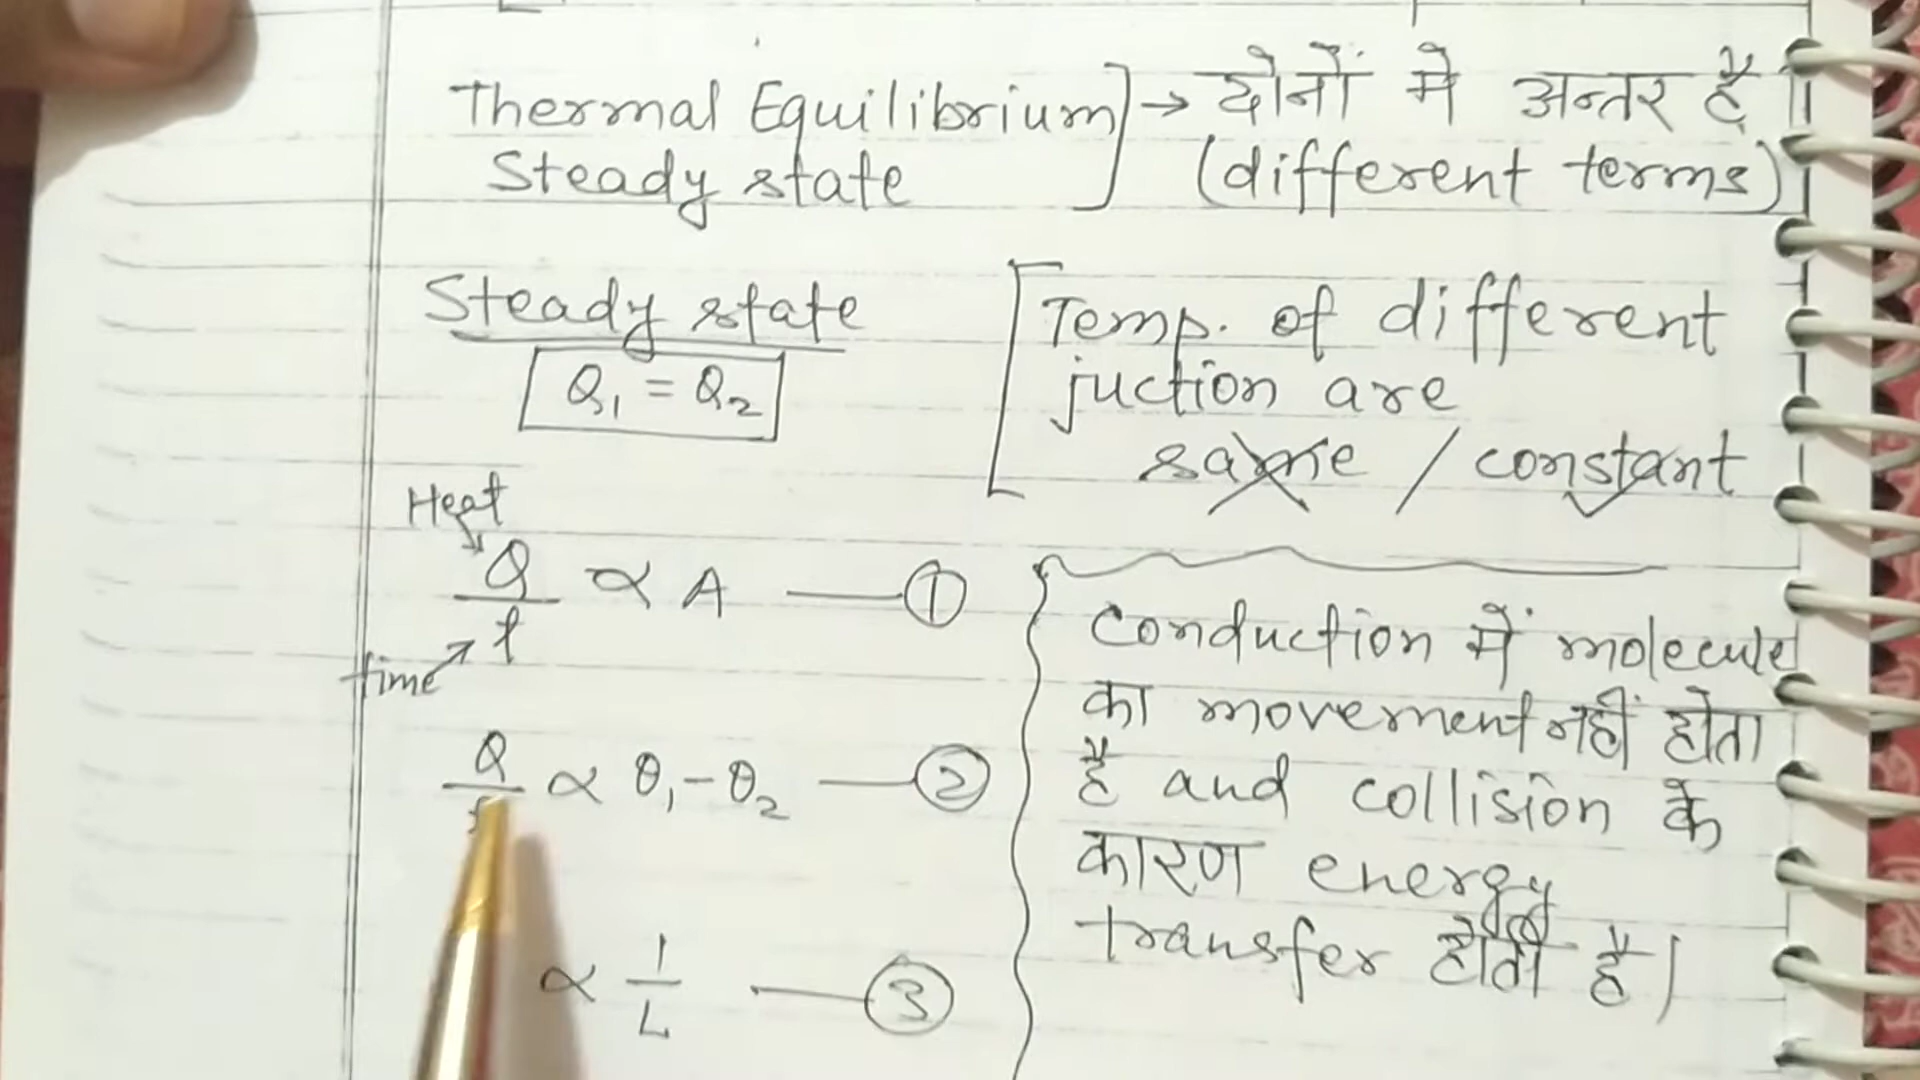 Thermal Equilibrium ] → दोनों मे अन्तर है ।
Steady state (different terms)
Steady state
Q₁ = Q₂
[ Temp. of different
juction are
same / constant
Heat
Q/t ∝ A —— ①
time
Q/ ∝ θ₁-θ₂ —— ②
∝ 1/L —— ③
Conduction में molecule
का movement नहीं होता
है and collision के
कारण energy
transfer होती है।